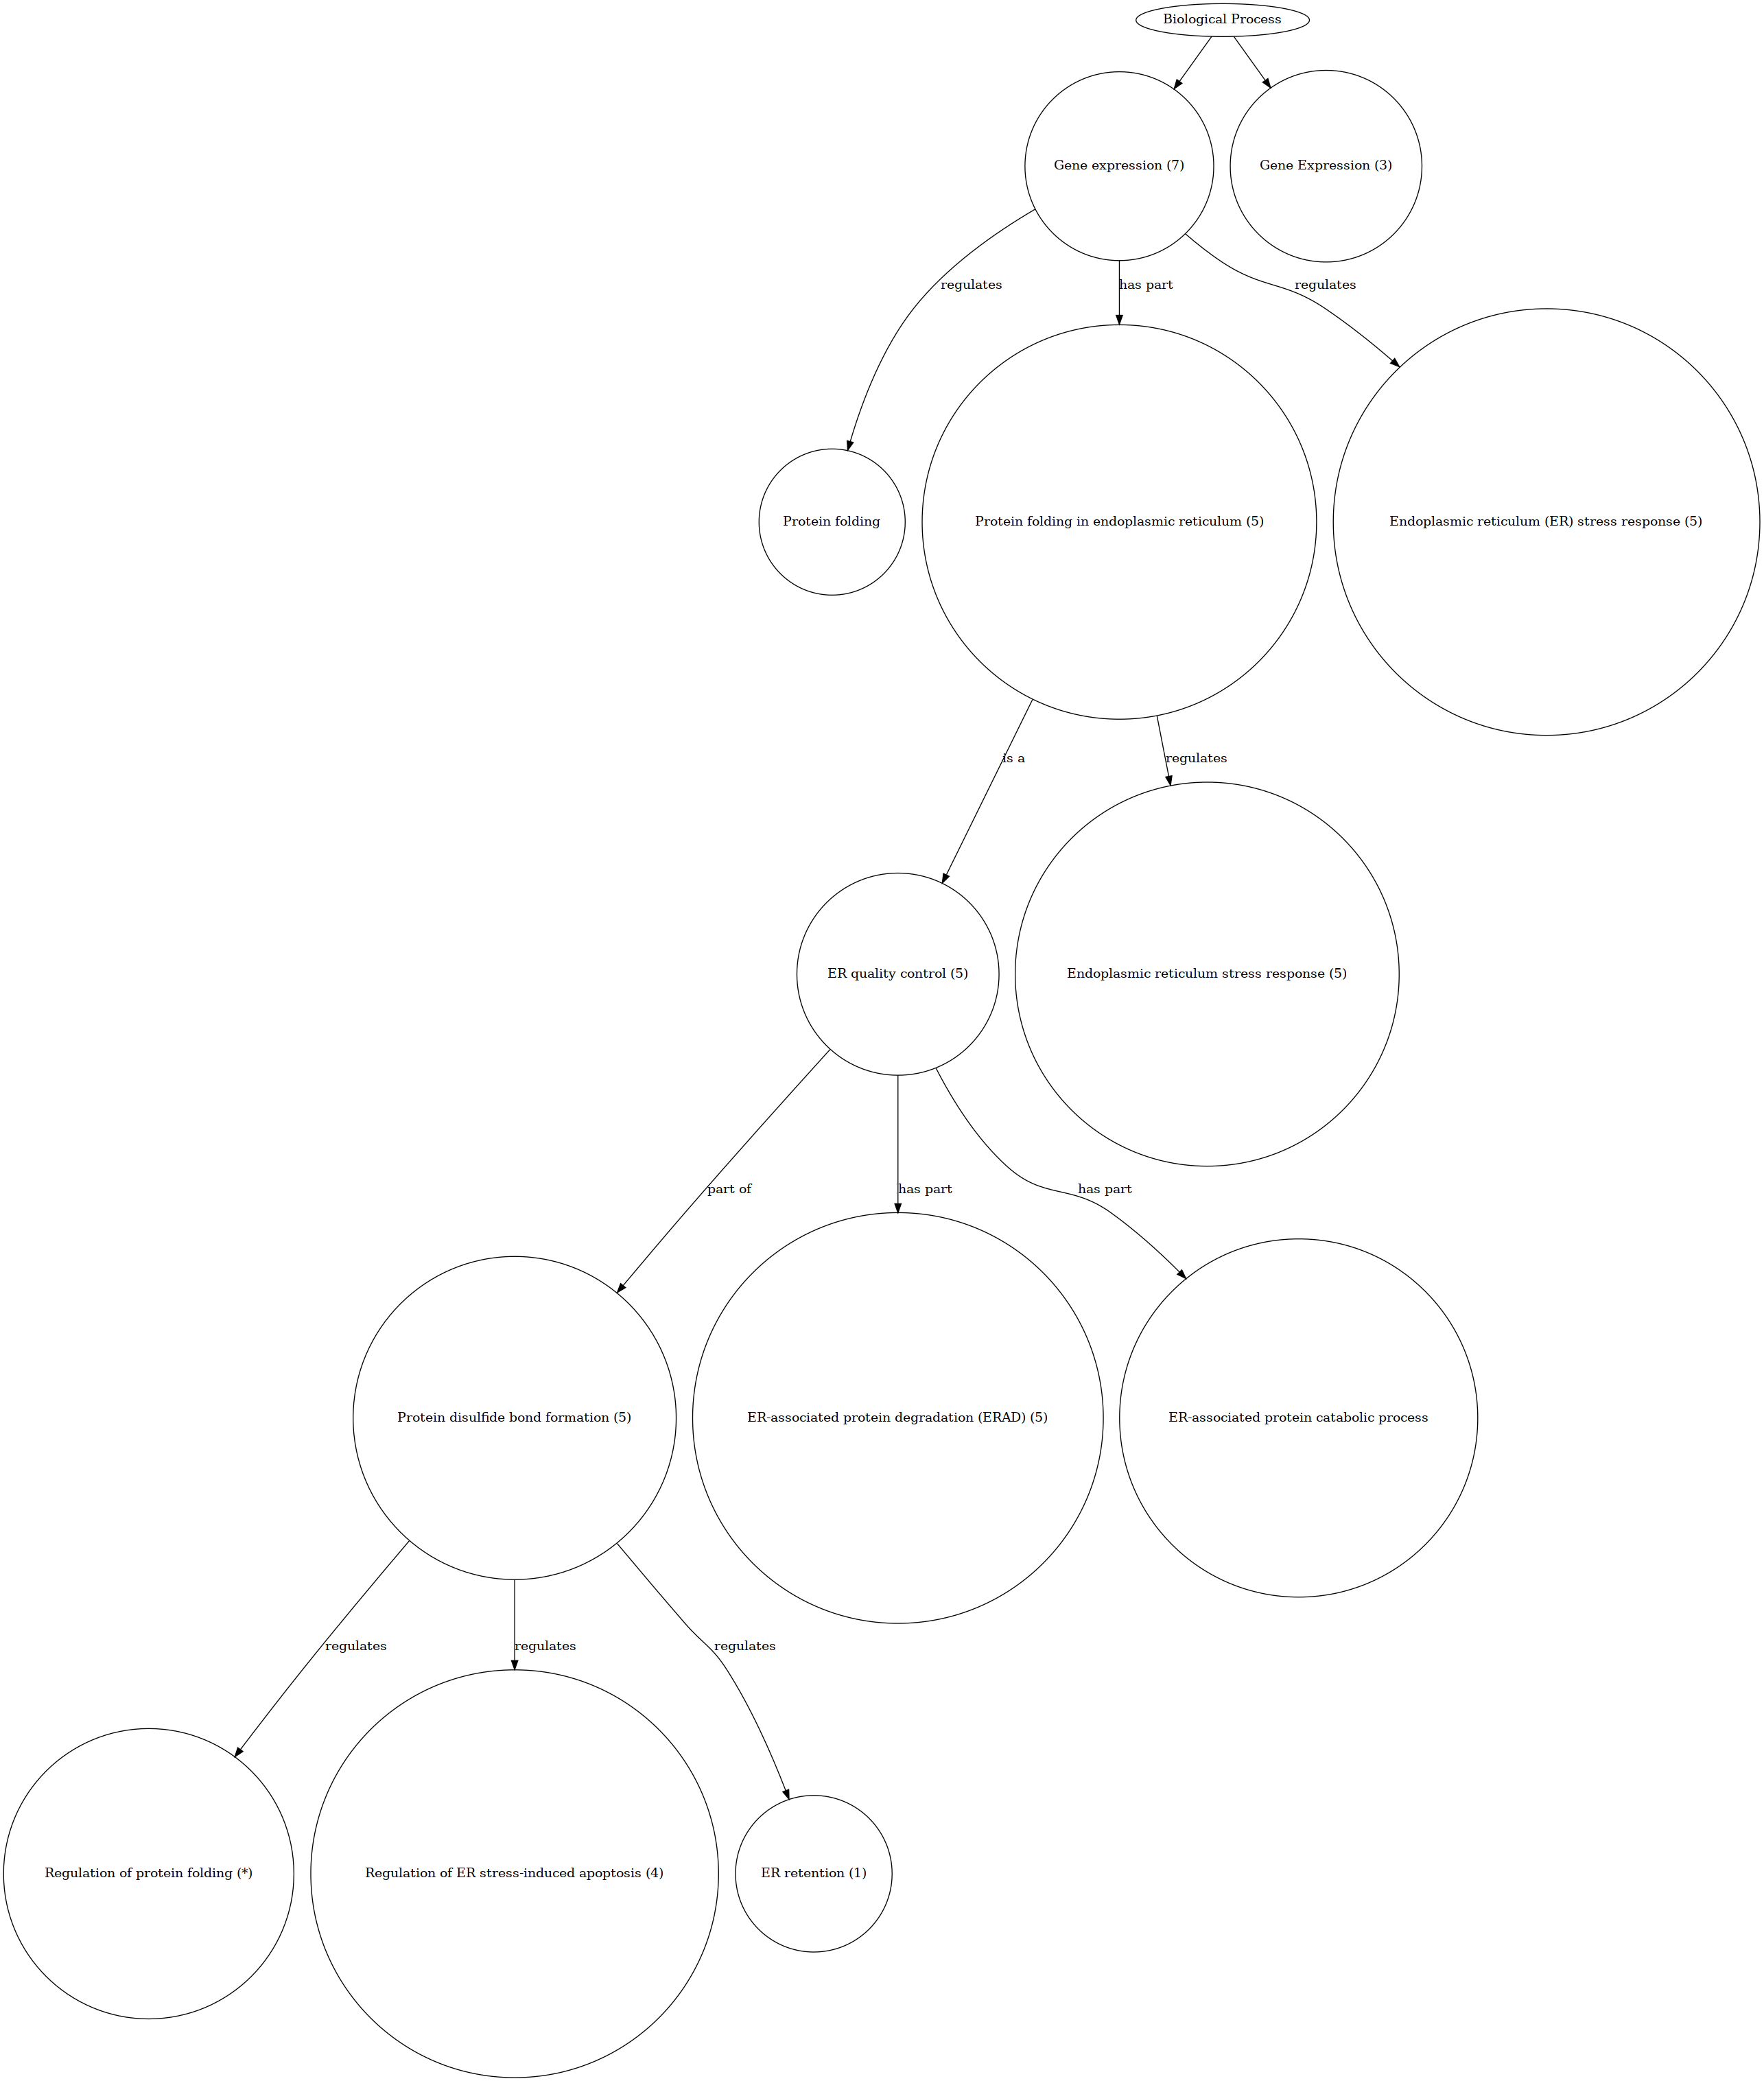 Biological Process
Gene expression (7)
Gene Expression (3)
regulates
has part
regulates
Protein folding
Protein folding in endoplasmic reticulum (5)
Endoplasmic reticulum (ER) stress response (5)
is a
regulates
ER quality control (5)
Endoplasmic reticulum stress response (5)
part of
has part
has part
Protein disulfide bond formation (5)
ER-associated protein degradation (ERAD) (5)
ER-associated protein catabolic process
regulates
regulates
regulates
Regulation of protein folding (*)
Regulation of ER stress-induced apoptosis (4)
ER retention (1)